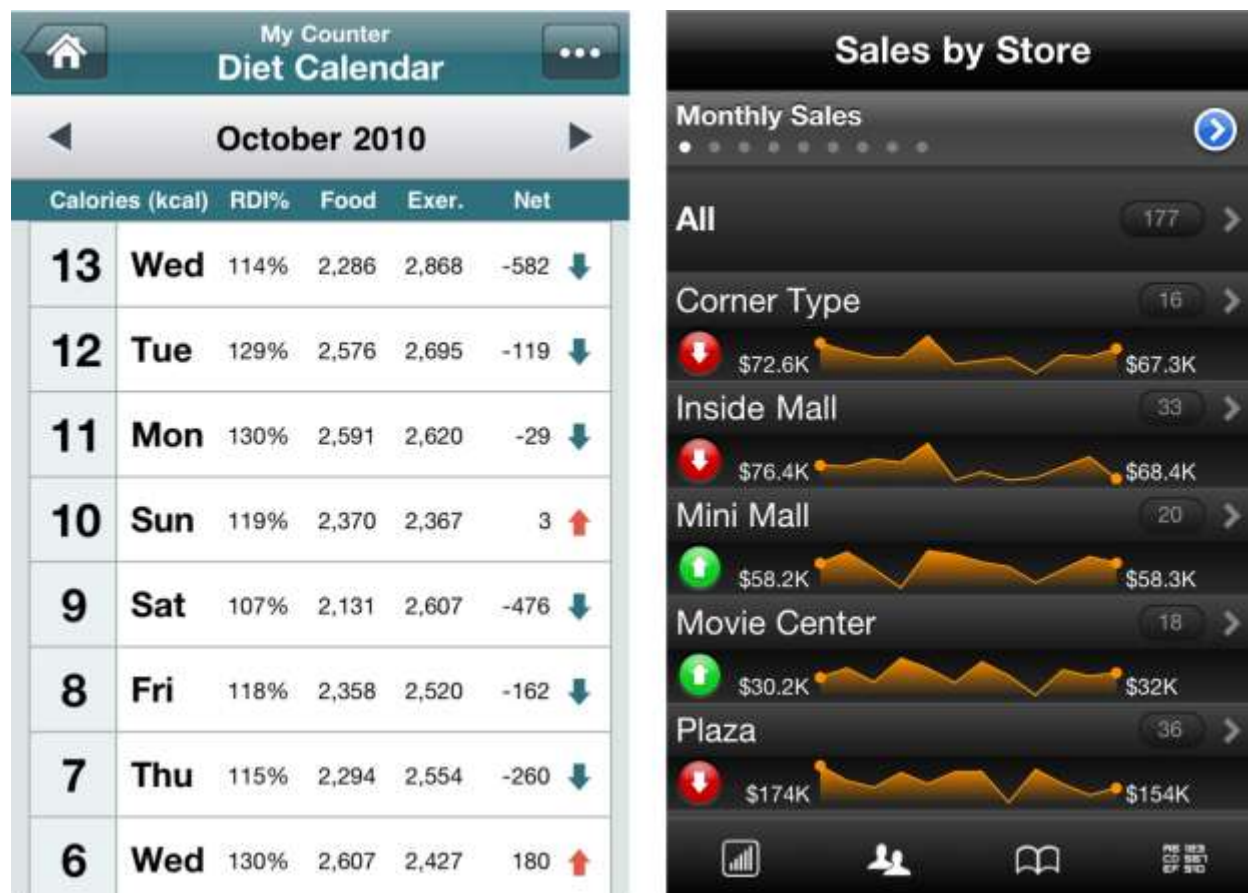 My Counter
Diet Calendar
October 2010
Calories (kcal) RDI% Food Exer. Net
13 Wed 114% 2,286 2,868 -582
12 Tue 129% 2,576 2,695 -119
11 Mon 130% 2,591 2,620 -29
10 Sun 119% 2,370 2,367 3
9 Sat 107% 2,131 2,607 -476
8 Fri 118% 2,358 2,520 -162
7 Thu 115% 2,294 2,554 -260
6 Wed 130% 2,607 2,427 180
Sales by Store
Monthly Sales
All 177
Corner Type 16
$72.6K $67.3K
Inside Mall 33
$76.4K $68.4K
Mini Mall 20
$58.2K $58.3K
Movie Center 18
$30.2K $32K
Plaza 36
$174K $154K